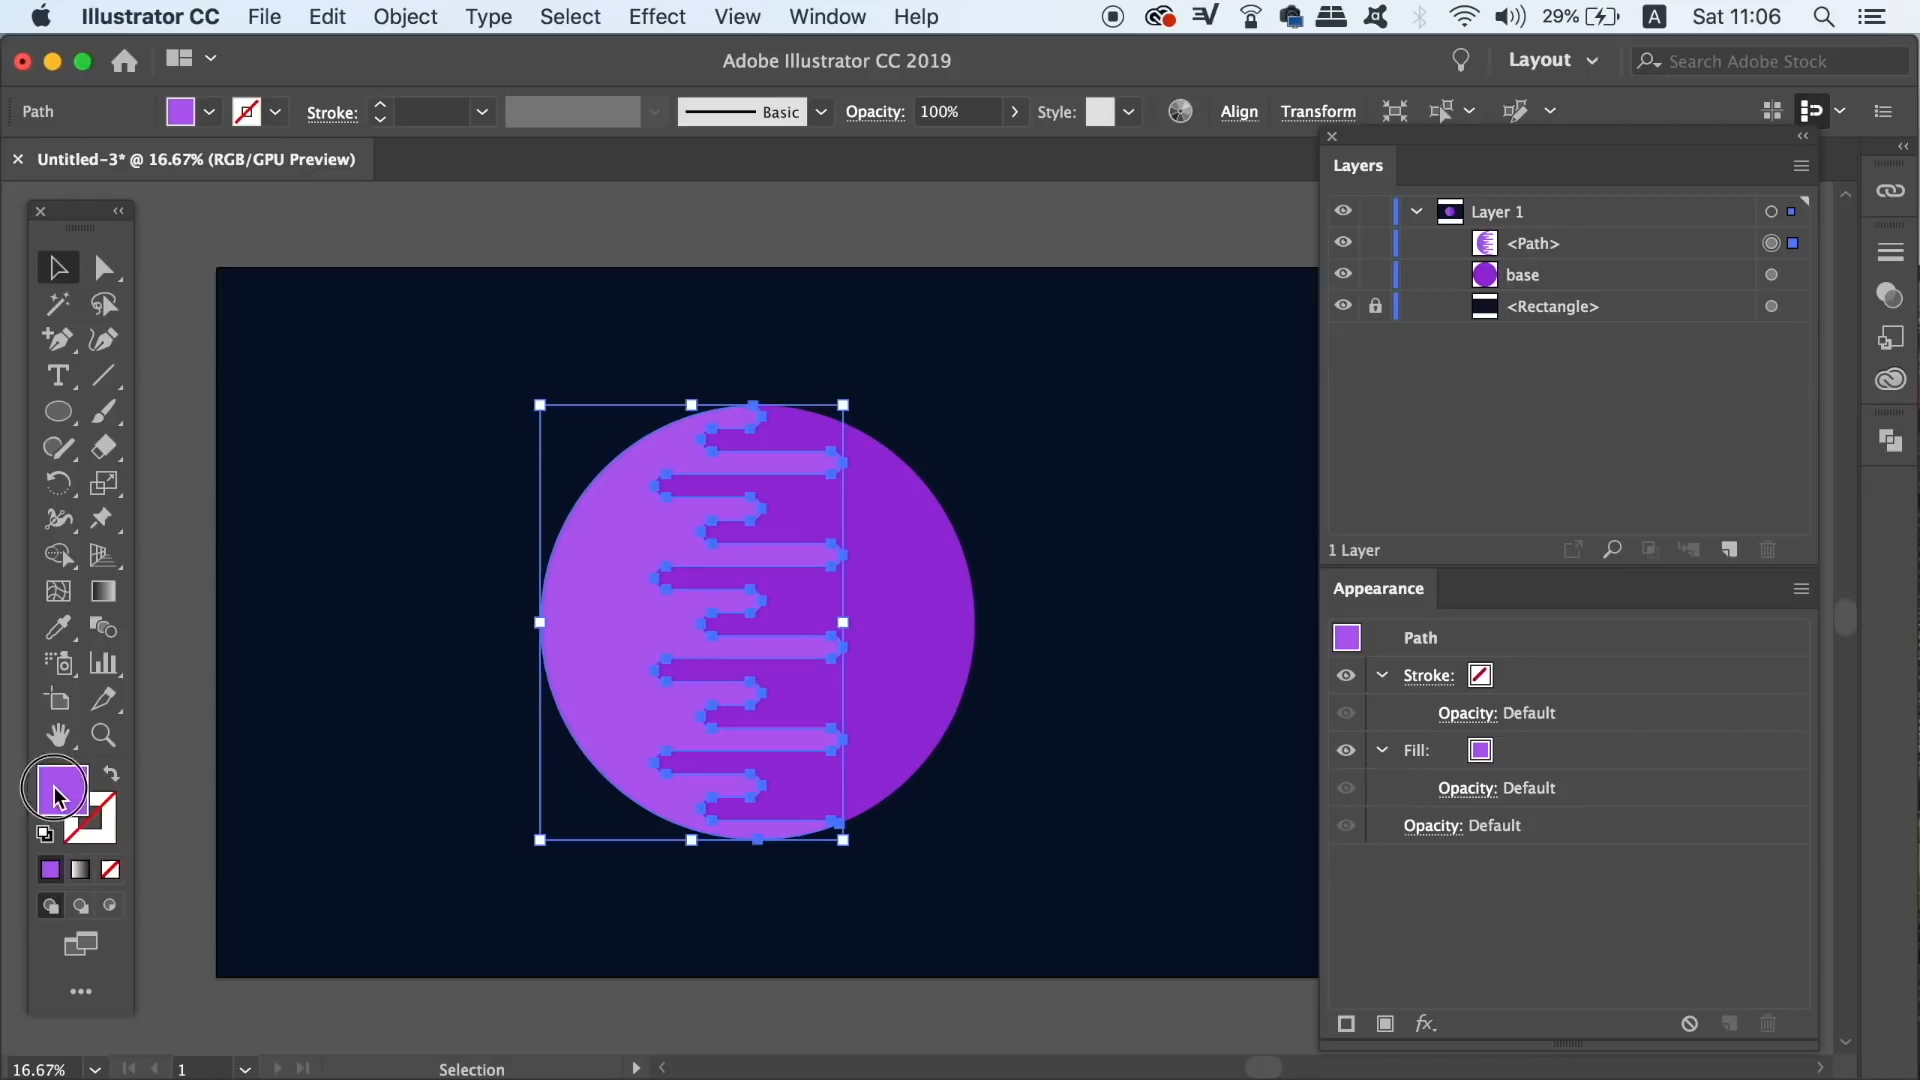 Illustrator CC File Edit Object Type Select Effect View Window Help 29% A Sat 11:06
Adobe Illustrator CC 2019 Layout Search Adobe Stock
Path Stroke: Basic Opacity: 100% Style: Align Transform
Untitled-3* @ 16.67% (RGB/GPU Preview)
Layers
Layer 1
<Path>
base
<Rectangle>
1 Layer
Appearance
Path
Stroke:
Opacity: Default
Fill:
Opacity: Default
Opacity: Default
fx
16.67% 1 Selection